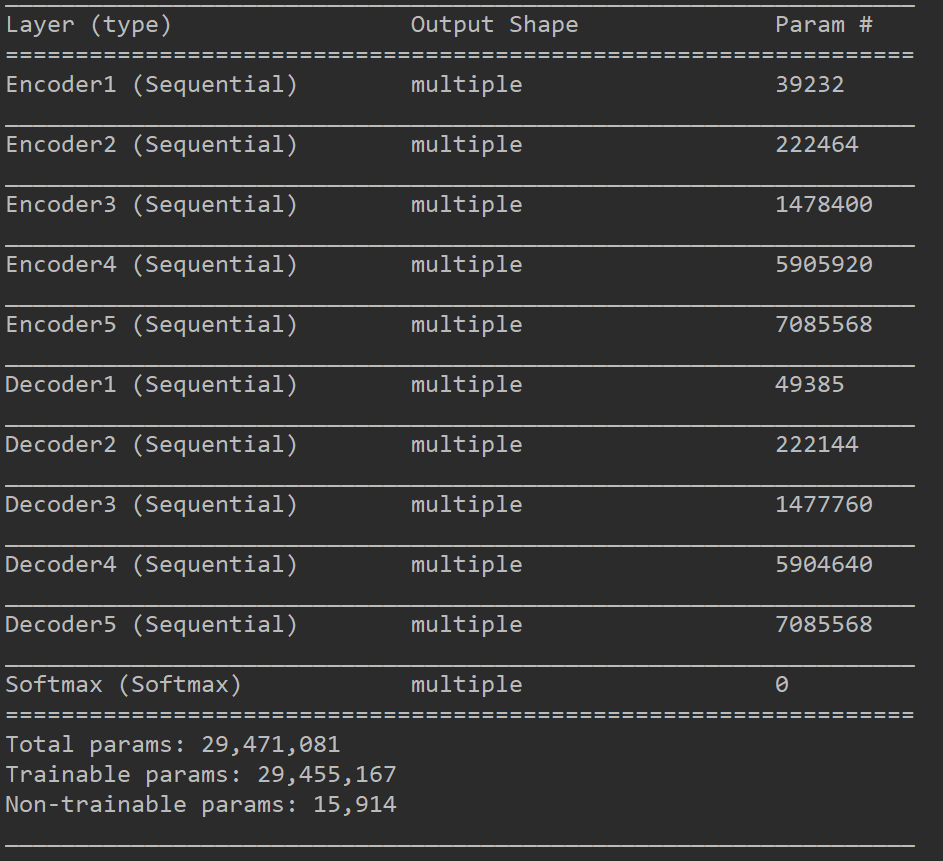 Layer (type) Output Shape Param #
=================================================================
Encoder1 (Sequential) multiple 39232
Encoder2 (Sequential) multiple 222464
Encoder3 (Sequential) multiple 1478400
Encoder4 (Sequential) multiple 5905920
Encoder5 (Sequential) multiple 7085568
Decoder1 (Sequential) multiple 49385
Decoder2 (Sequential) multiple 222144
Decoder3 (Sequential) multiple 1477760
Decoder4 (Sequential) multiple 5904640
Decoder5 (Sequential) multiple 7085568
Softmax (Softmax) multiple 0
=================================================================
Total params: 29,471,081
Trainable params: 29,455,167
Non-trainable params: 15,914